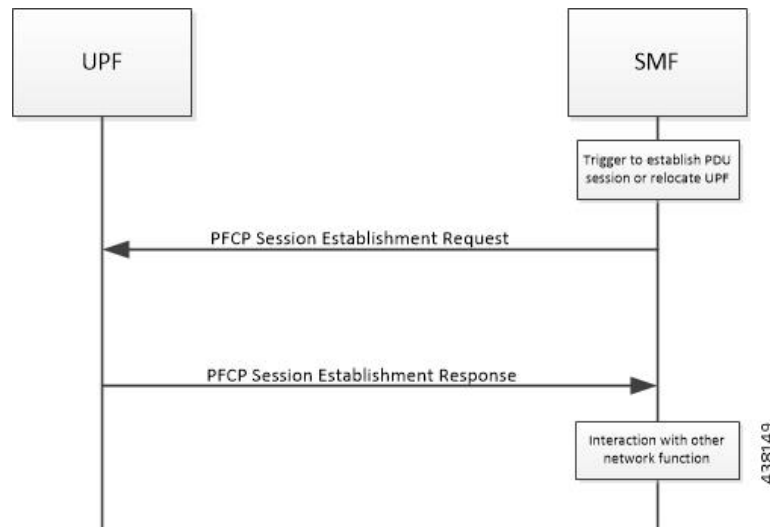 UPF
SMF
Trigger to establish PDU
session or relocate UPF
PFCP Session Establishment Request
PFCP Session Establishment Response
Interaction with other
network function
438149